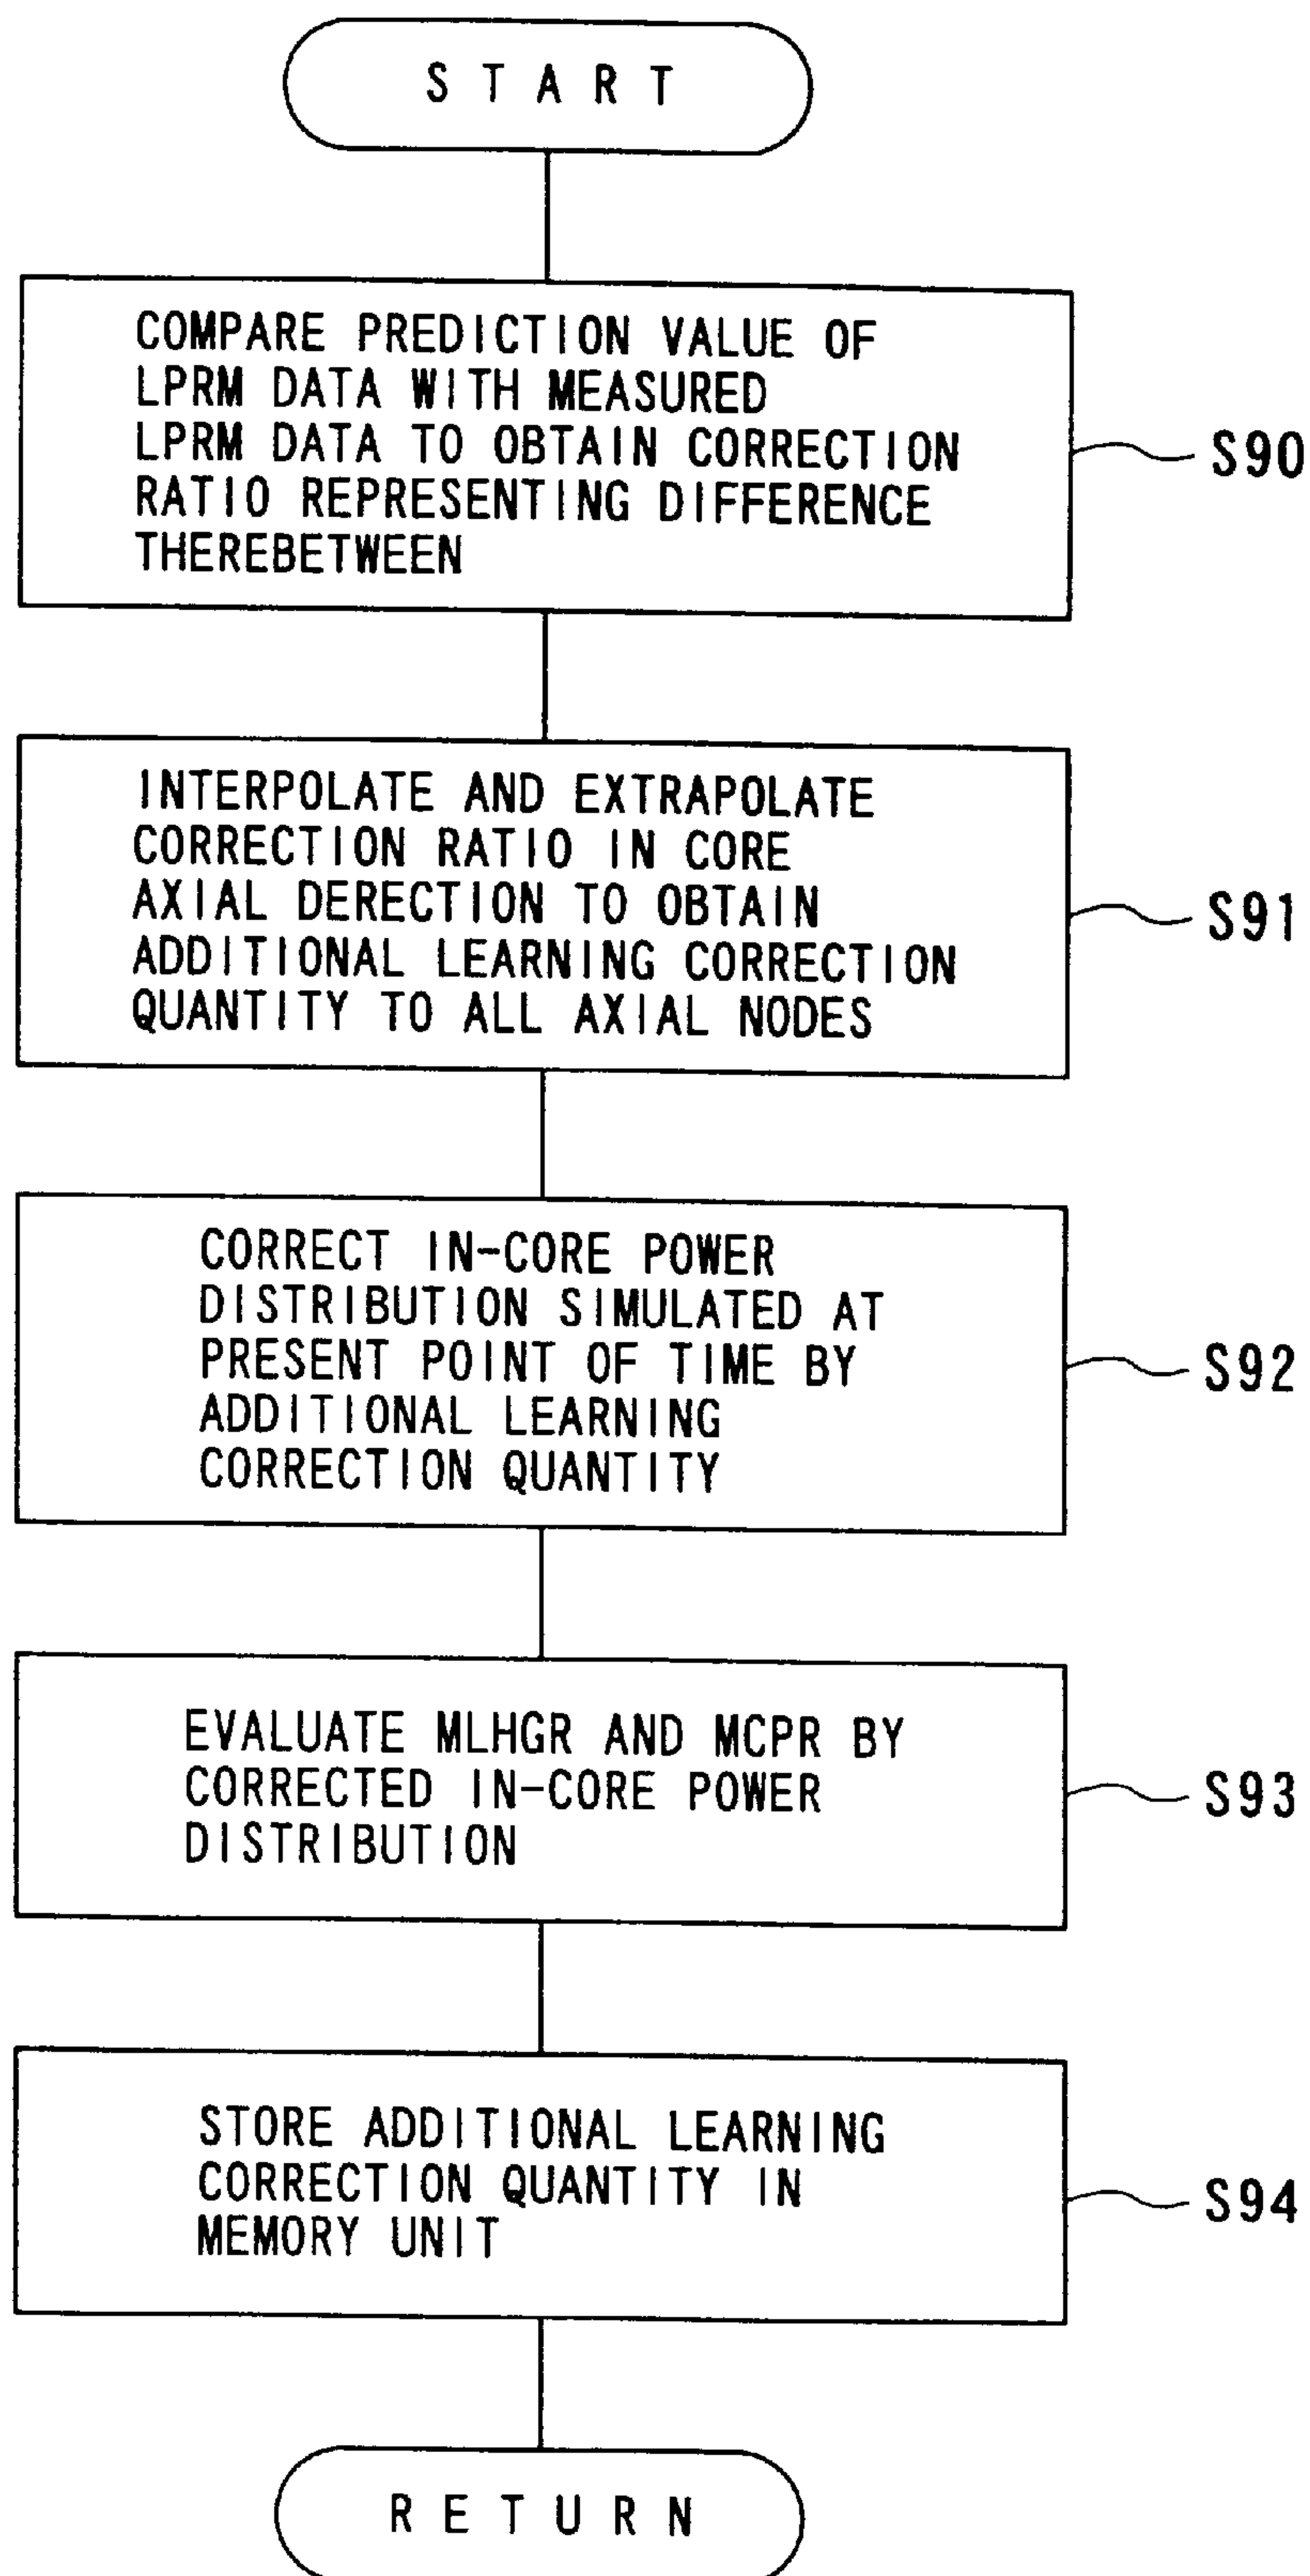 START
COMPARE PREDICTION VALUE OF
LPRM DATA WITH MEASURED
LPRM DATA TO OBTAIN CORRECTION
RATIO REPRESENTING DIFFERENCE
THEREBETWEEN
S90
INTERPOLATE AND EXTRAPOLATE
CORRECTION RATIO IN CORE
AXIAL DERECTION TO OBTAIN
ADDITIONAL LEARNING CORRECTION
QUANTITY TO ALL AXIAL NODES
S91
CORRECT IN-CORE POWER
DISTRIBUTION SIMULATED AT
PRESENT POINT OF TIME BY
ADDITIONAL LEARNING
CORRECTION QUANTITY
S92
EVALUATE MLHGR AND MCPR BY
CORRECTED IN-CORE POWER
DISTRIBUTION
S93
STORE ADDITIONAL LEARNING
CORRECTION QUANTITY IN
MEMORY UNIT
S94
RETURN